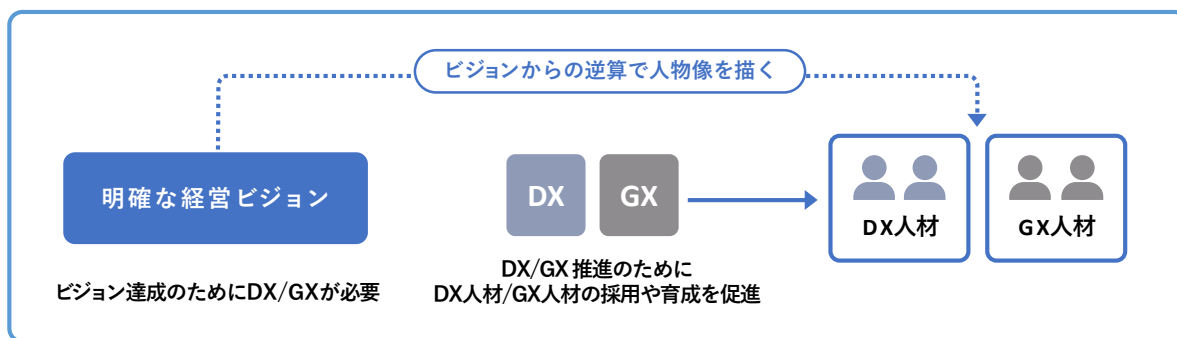 ビジョンからの逆算で人物像を描く
明確な経営ビジョン
DX
GX
DX人材
GX人材
ビジョン達成のためにDX/GXが必要
DX/GX 推進のために
DX人材/GX人材の採用や育成を促進